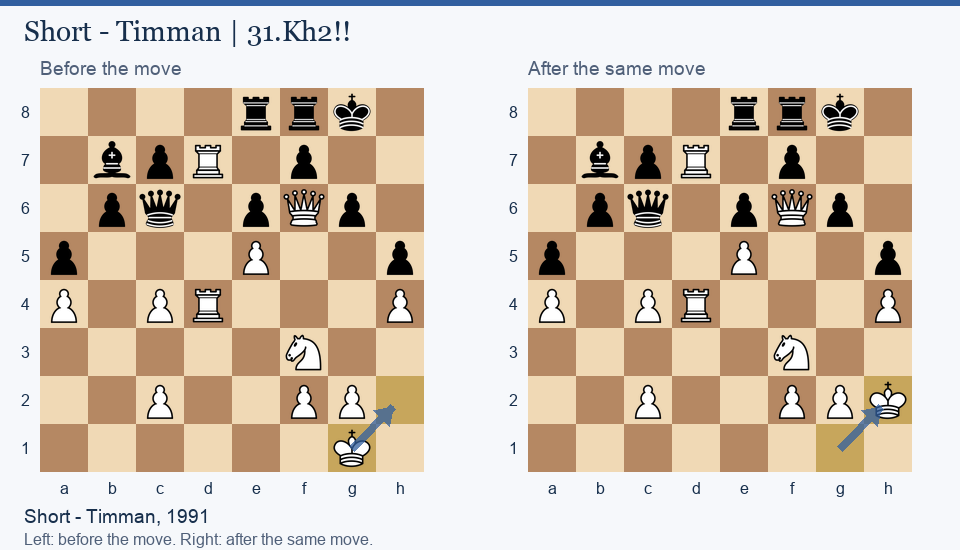 Short - Timman | 31.Kh2!!
Before the move
After the same move
8
7
6
5
4
3
2
1
a b c d e f g h
8
7
6
5
4
3
2
1
a b c d e f g h
Short - Timman, 1991
Left: before the move. Right: after the same move.